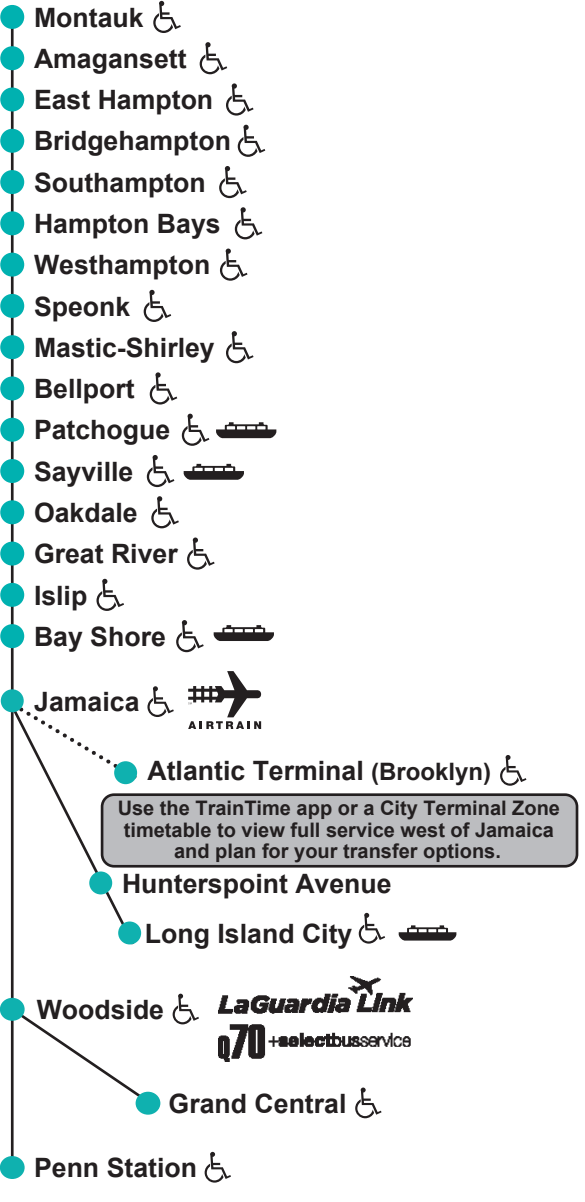 Montauk
Amagansett
East Hampton
Bridgehampton
Southampton
Hampton Bays
Westhampton
Speonk
Mastic-Shirley
Bellport
Patchogue
Sayville
Oakdale
Great River
Islip
Bay Shore
Jamaica
AIRTRAIN
Atlantic Terminal (Brooklyn)
Use the TrainTime app or a City Terminal Zone
timetable to view full service west of Jamaica
and plan for your transfer options.
Hunterspoint Avenue
Long Island City
Woodside
LaGuardia Link
Q70 +selectbusservice
Grand Central
Penn Station